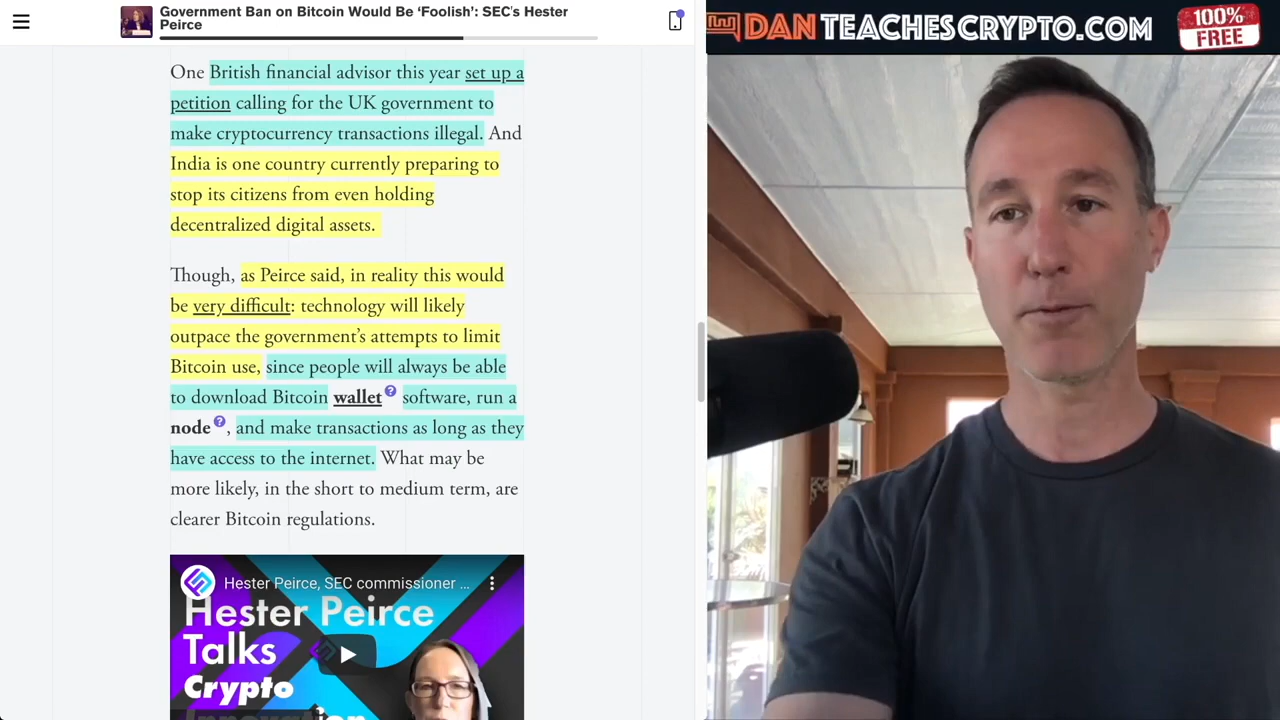 Government Ban on Bitcoin Would Be ‘Foolish’: SEC's Hester
Peirce
One British financial advisor this year set up a
petition calling for the UK government to
make cryptocurrency transactions illegal. And
India is one country currently preparing to
stop its citizens from even holding
decentralized digital assets.
Though, as Peirce said, in reality this would
be very difficult: technology will likely
outpace the government’s attempts to limit
Bitcoin use, since people will always be able
to download Bitcoin wallet? software, run a
node?, and make transactions as long as they
have access to the internet. What may be
more likely, in the short to medium term, are
clearer Bitcoin regulations.
Hester Peirce, SEC commissioner ...
Hester Peirce
Talks
Crypto
Innovation
DANTEACHESCRYPTO.COM
100%
FREE